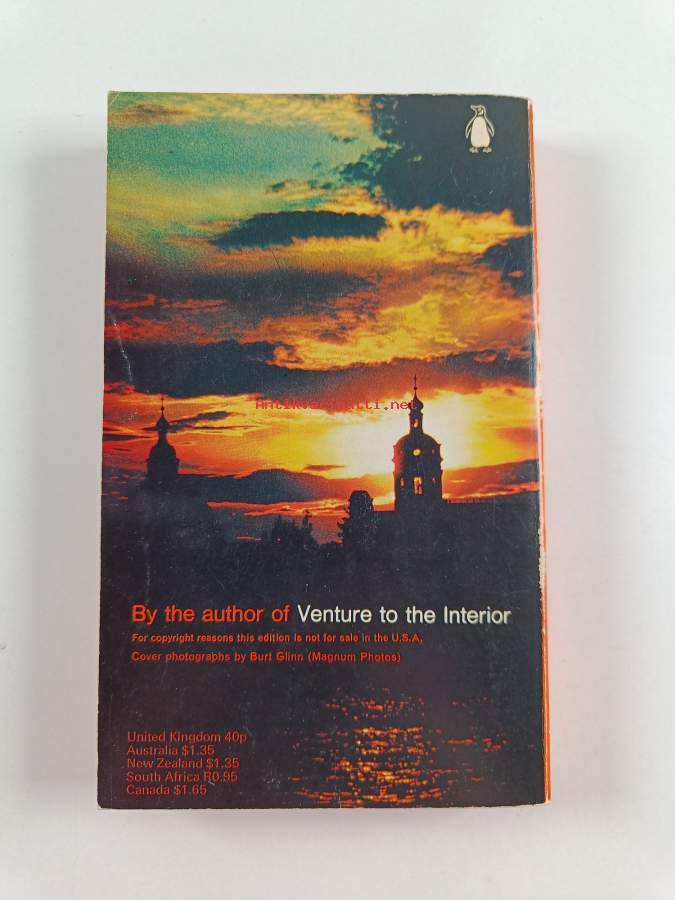 Antikvariaatti.net
By the author of Venture to the Interior
For copyright reasons this edition is not for sale in the U.S.A.
Cover photographs by Burt Glinn (Magnum Photos)
United Kingdom 40p
Australia $1.35
New Zealand $1.35
South Africa R0.95
Canada $1.65